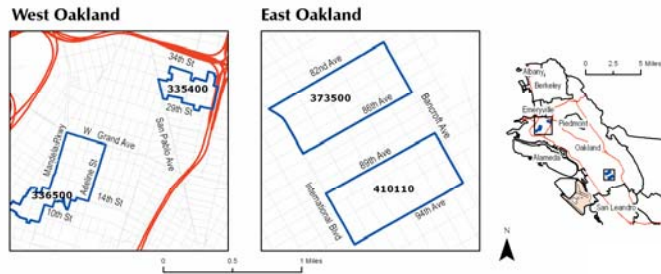 West Oakland
34th St
335400
29th St
San Pablo Ave
W Grand Ave
Mandela Pkwy
Adeline St
336500
14th St
10th St
East Oakland
82nd Ave
373500
86th Ave
Bancroft Ave
89th Ave
410110
International Blvd
94th Ave
0 0.5 1 Miles
0 2.5 5 Miles
Albany
Berkeley
Emeryville
Piedmont
Oakland
Alameda
San Leandro
N